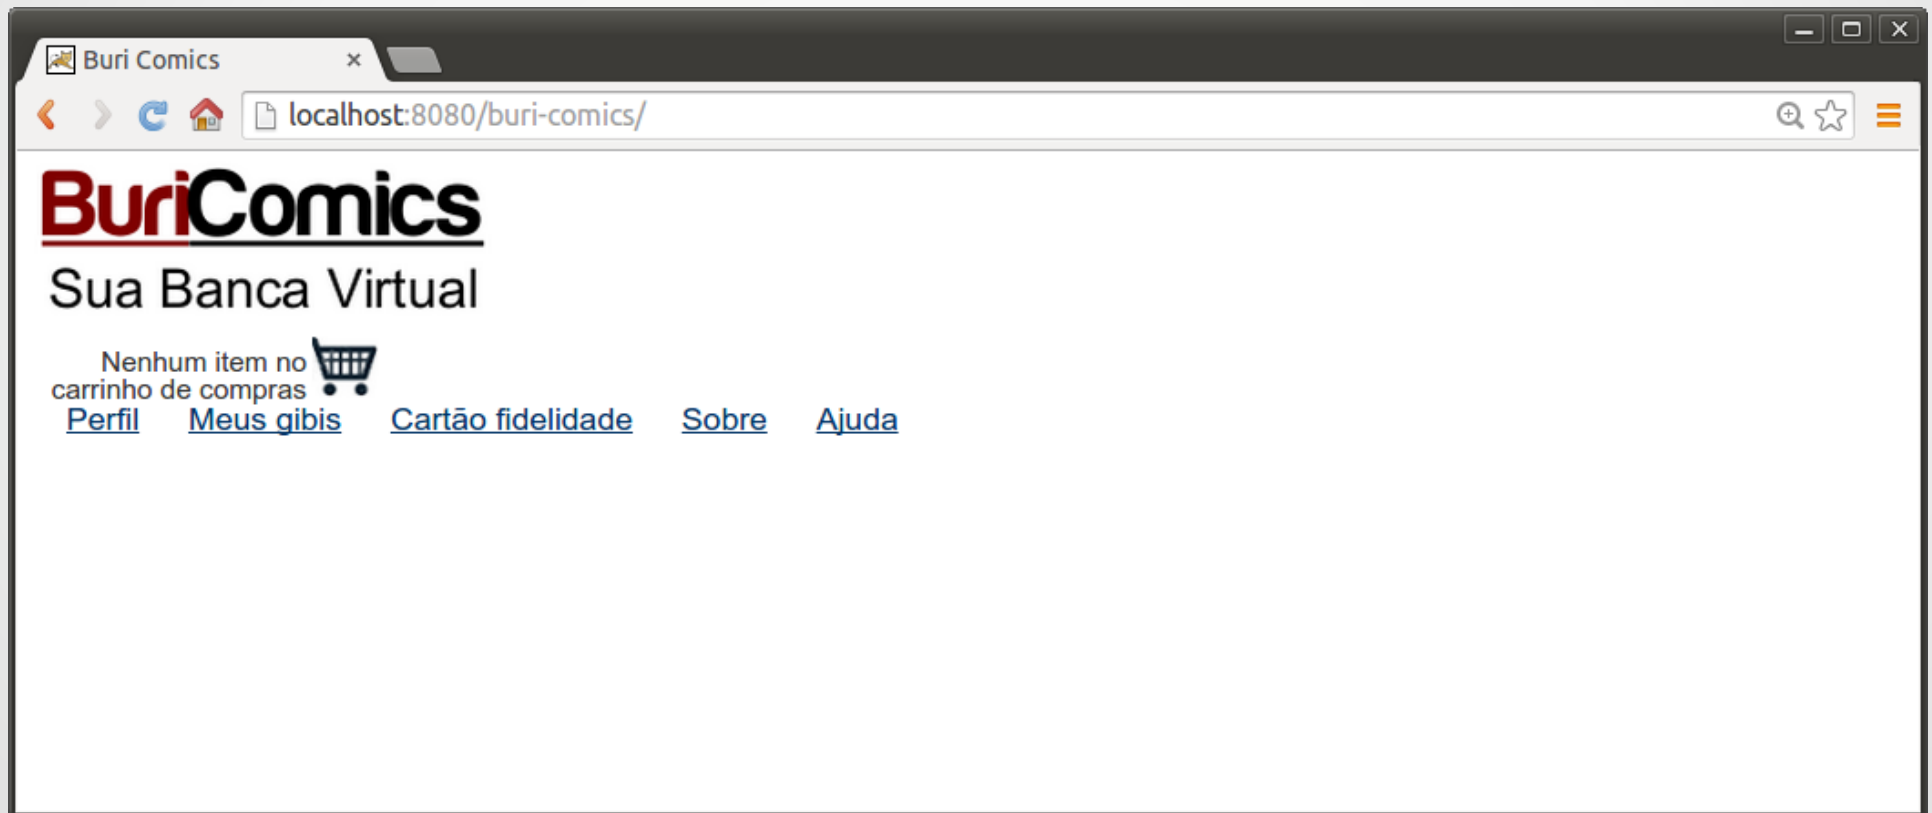 Buri Comics
localhost:8080/buri-comics/
BuriComics
Sua Banca Virtual
Nenhum item no
carrinho de compras
Perfil Meus gibis Cartão fidelidade Sobre Ajuda